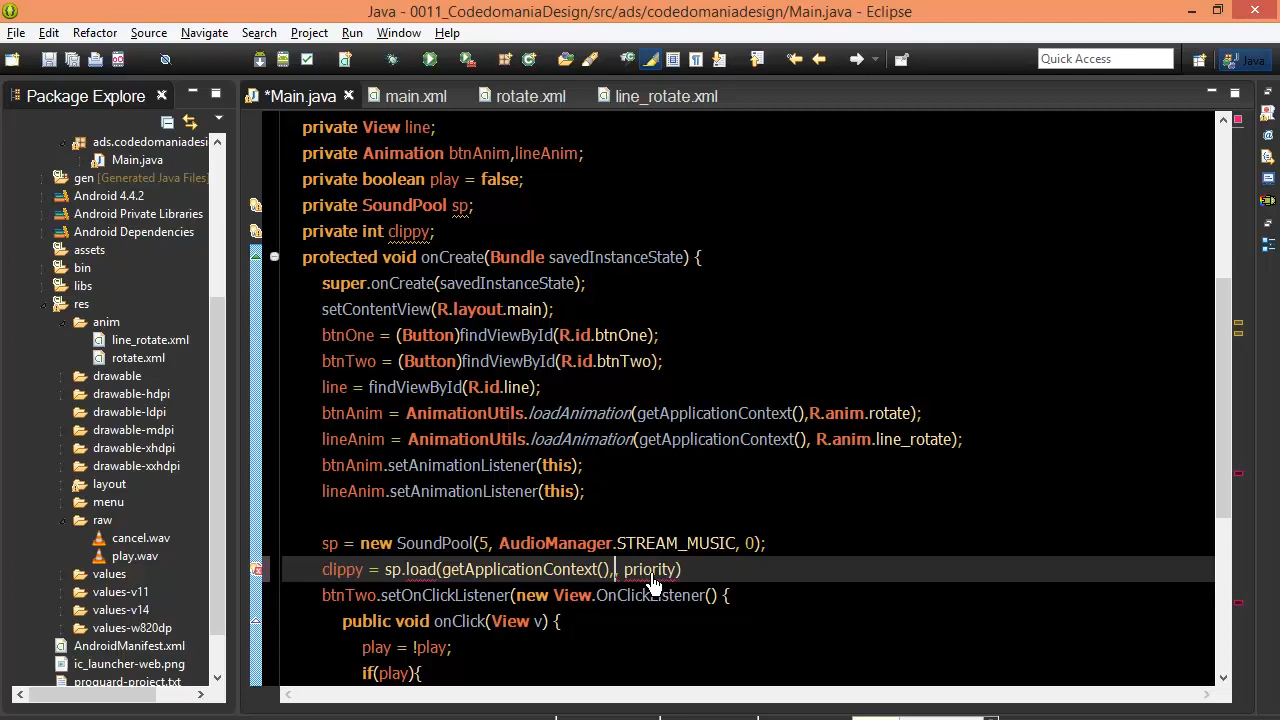 Java - 0011_CodedomaniaDesign/src/ads/codedomaniadesign/Main.java - Eclipse
File Edit Refactor Source Navigate Search Project Run Window Help
Quick Access
Java
Package Explore
*Main.java main.xml rotate.xml line_rotate.xml
ads.codedomaniadesi
Main.java
gen [Generated Java Files]
Android 4.4.2
Android Private Libraries
Android Dependencies
assets
bin
libs
res
anim
line_rotate.xml
rotate.xml
drawable
drawable-hdpi
drawable-ldpi
drawable-mdpi
drawable-xhdpi
drawable-xxhdpi
layout
menu
raw
cancel.wav
play.wav
values
values-v11
values-v14
values-w820dp
AndroidManifest.xml
ic_launcher-web.png
proguard-project.txt
private View line;
private Animation btnAnim,lineAnim;
private boolean play = false;
private SoundPool sp;
private int clippy;
protected void onCreate(Bundle savedInstanceState) {
super.onCreate(savedInstanceState);
setContentView(R.layout.main);
btnOne = (Button)findViewById(R.id.btnOne);
btnTwo = (Button)findViewById(R.id.btnTwo);
line = findViewById(R.id.line);
btnAnim = AnimationUtils.loadAnimation(getApplicationContext(),R.anim.rotate);
lineAnim = AnimationUtils.loadAnimation(getApplicationContext(), R.anim.line_rotate);
btnAnim.setAnimationListener(this);
lineAnim.setAnimationListener(this);
sp = new SoundPool(5, AudioManager.STREAM_MUSIC, 0);
clippy = sp.load(getApplicationContext(),, priority)
btnTwo.setOnClickListener(new View.OnClickListener() {
public void onClick(View v) {
play = !play;
if(play){